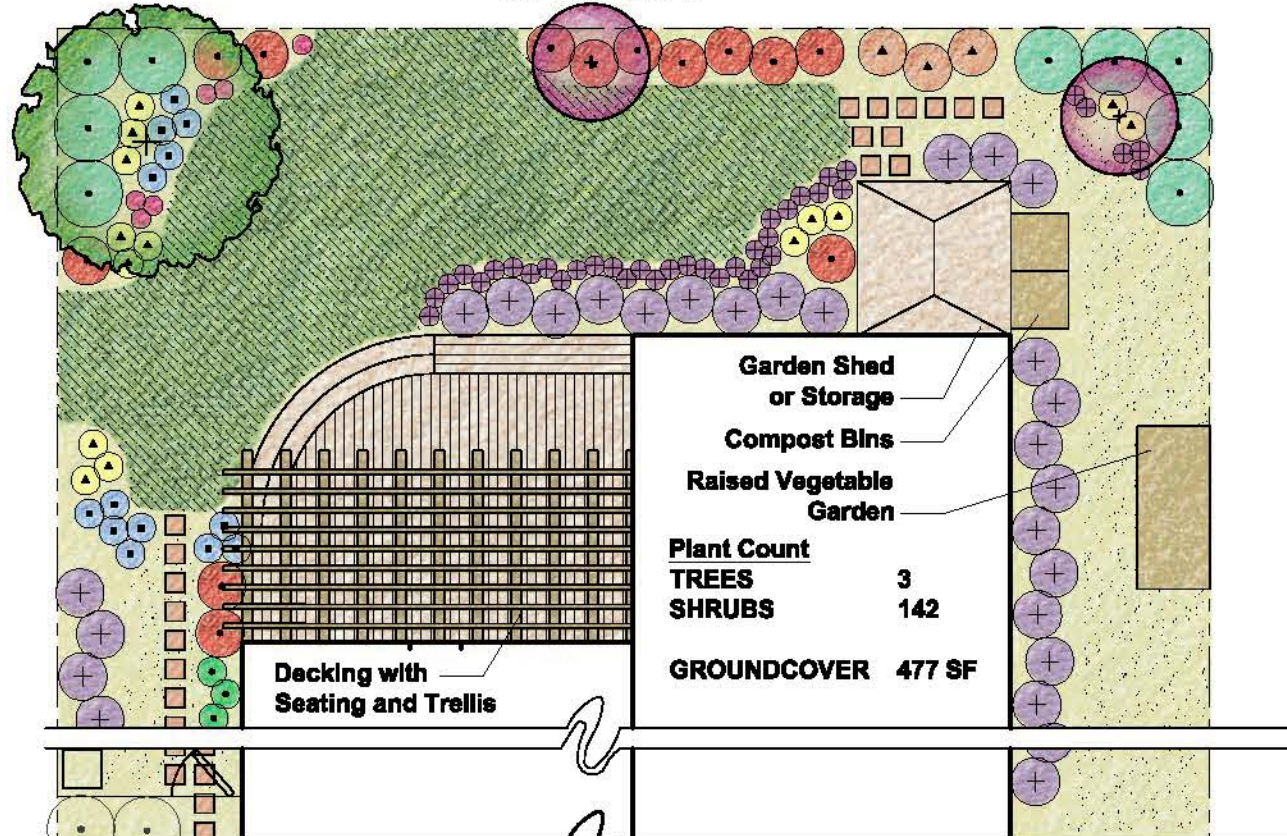 Garden Shed
or Storage
Compost Bins
Raised Vegetable
Garden
Plant Count
TREES 3
SHRUBS 142
GROUNDCOVER 477 SF
Decking with
Seating and Trellis